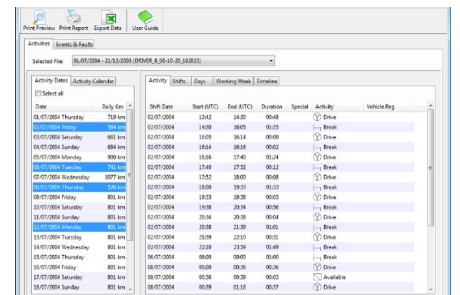 Print Preview Print Report Export Data User Guide
Activities Events & Faults
Selected File: 01/07/2004 - 21/12/2005 (DRIVER_B_06-10-20_162823)
Activity Dates Activity Calendar
Activity Shifts Days Working Week Timeline
Select all
Date Daily Km
Shift Date Start (UTC) End (UTC) Duration Special Activity Vehicle Reg
01/07/2004 Thursday 719 km 02/07/2004 13:42 14:30 00:48 Drive
02/07/2004 Friday 594 km 02/07/2004 14:30 16:05 01:35 Break
03/07/2004 Saturday 661 km 02/07/2004 16:05 16:14 00:09 Drive
04/07/2004 Sunday 684 km 02/07/2004 16:14 16:16 00:02 Break
05/07/2004 Monday 900 km 02/07/2004 16:16 17:40 01:24 Drive
06/07/2004 Tuesday 741 km 02/07/2004 17:40 17:52 00:12 Break
07/07/2004 Wednesday 1077 km 02/07/2004 17:52 18:00 00:08 Drive
08/07/2004 Thursday 526 km 02/07/2004 18:00 19:33 01:33 Break
09/07/2004 Friday 801 km 02/07/2004 19:33 19:38 00:05 Drive
10/07/2004 Saturday 801 km 02/07/2004 19:38 20:34 00:56 Break
11/07/2004 Sunday 801 km 02/07/2004 20:34 20:38 00:04 Drive
12/07/2004 Monday 801 km 02/07/2004 20:38 21:39 01:01 Break
13/07/2004 Tuesday 801 km 02/07/2004 21:39 22:10 00:31 Drive
14/07/2004 Wednesday 801 km 02/07/2004 22:10 23:59 01:49 Break
15/07/2004 Thursday 801 km 06/07/2004 00:00 00:00 Break
16/07/2004 Friday 801 km 06/07/2004 00:00 00:36 00:36 Drive
17/07/2004 Saturday 801 km 06/07/2004 00:36 00:39 00:03 Available
18/07/2004 Sunday 801 km 06/07/2004 00:39 01:16 00:37 Drive